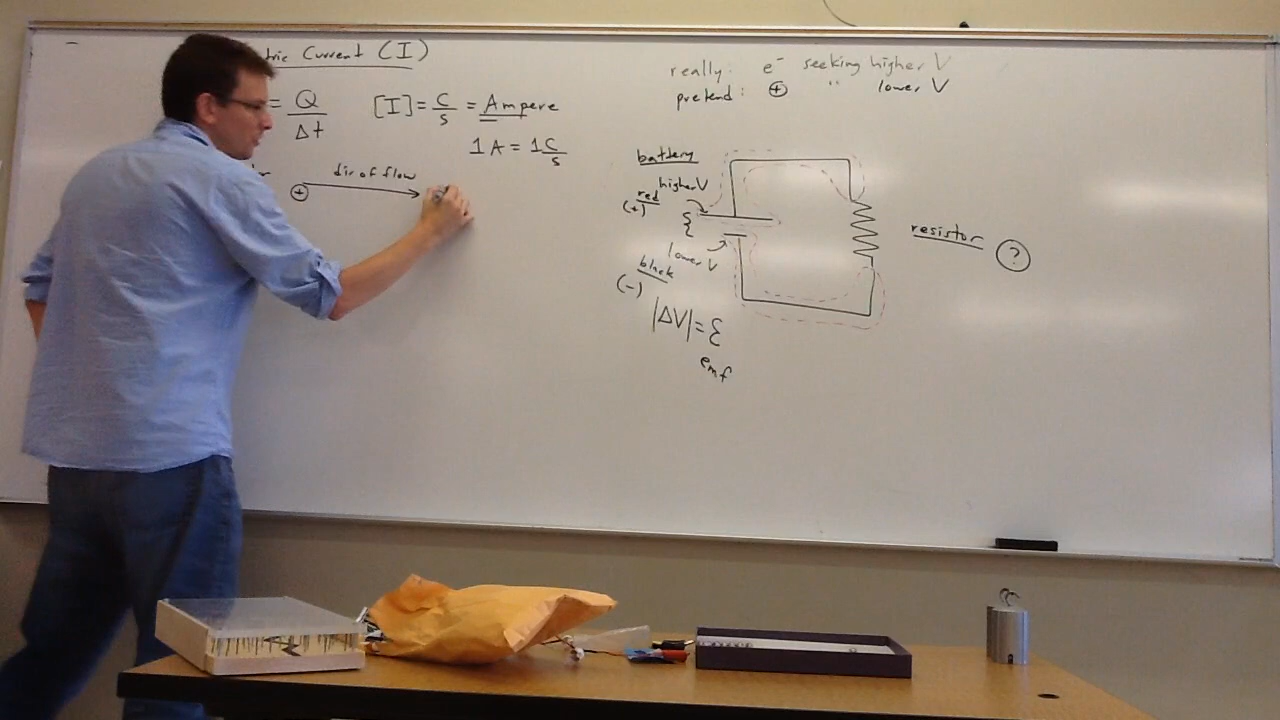 tric Current (I)
= Q
Δt
[I] = C
s
= Ampere
1 A = 1 C
s
+
dir of flow
really: e⁻ seeking higher V
pretend: ⊕ " lower V
battery
higher V
red
(+)
lower V
black
(-)
|ΔV| = ℰ
emf
resistor ?